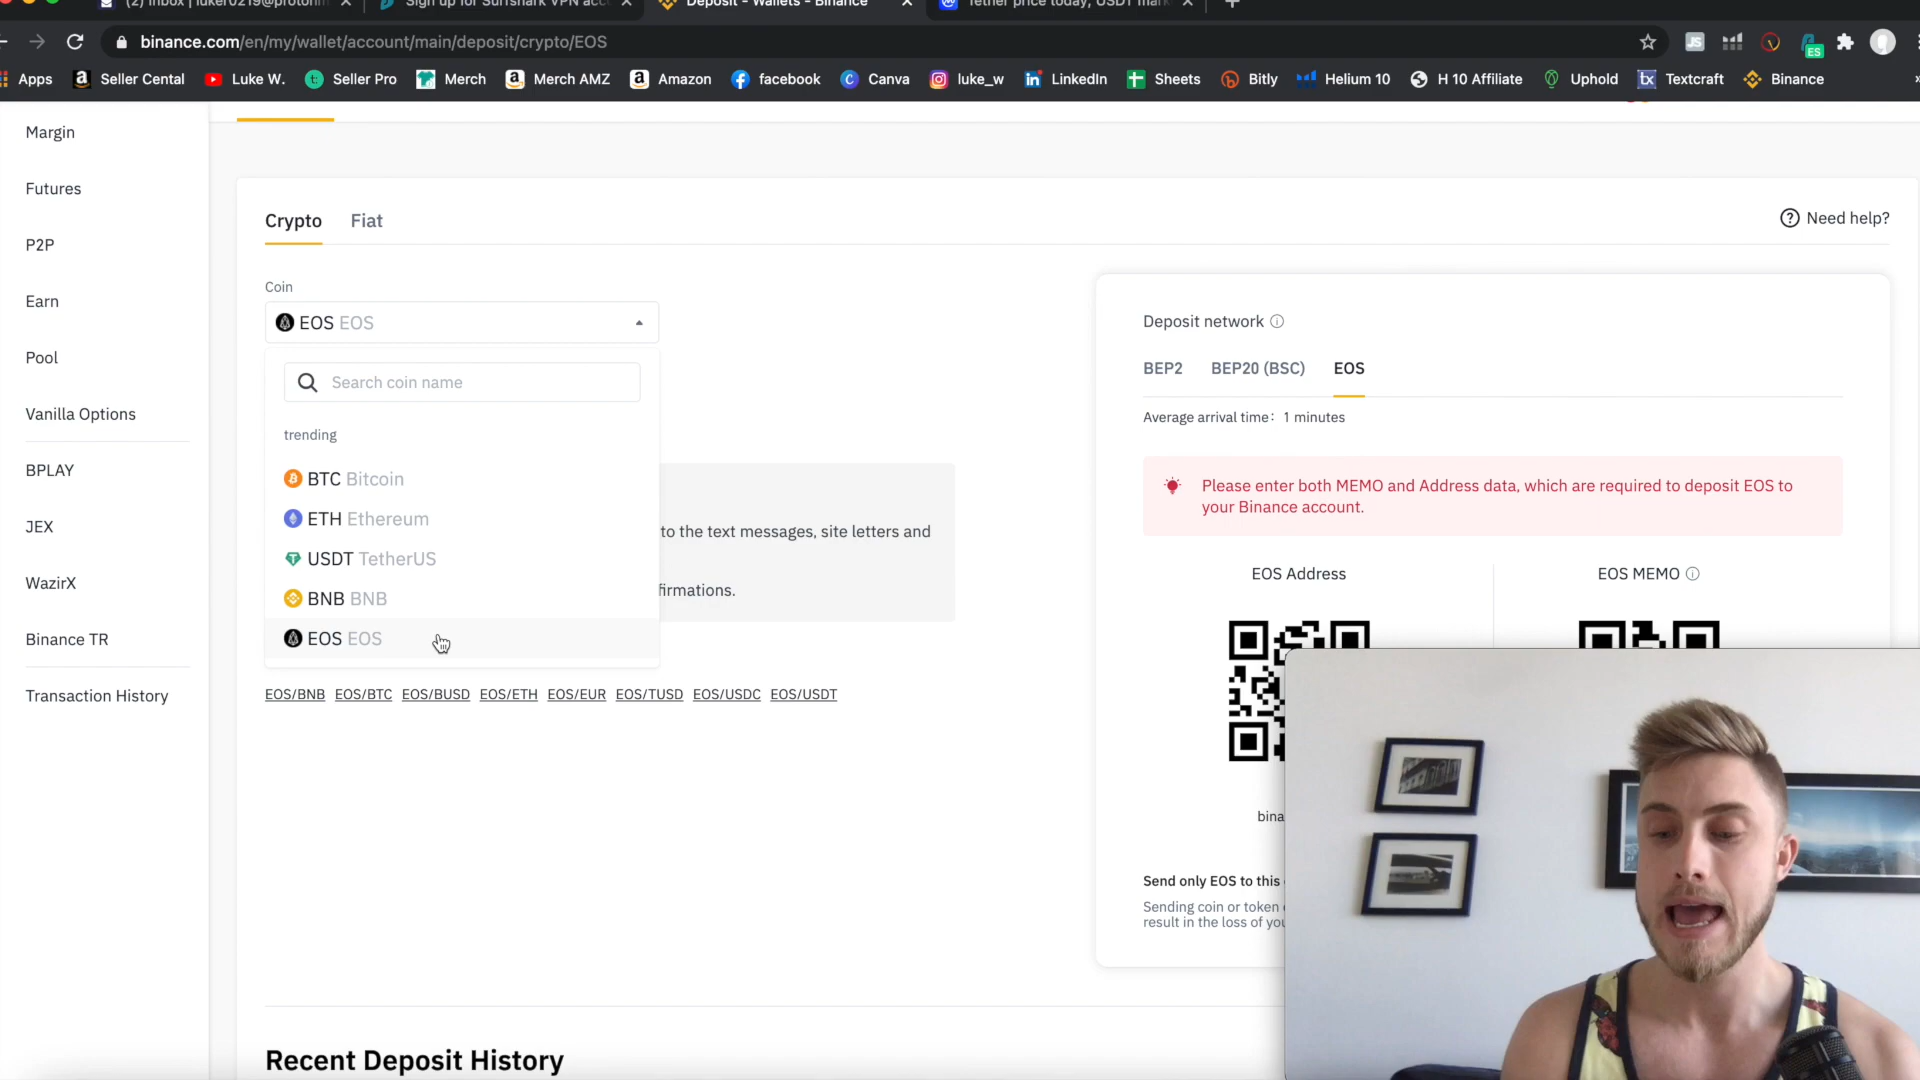 (2) Inbox | luker0219@protonm
Sign up for Surfshark VPN acc
Deposit - Wallets - Binance
Tether price today, USDT mark
binance.com/en/my/wallet/account/main/deposit/crypto/EOS
ES
Apps
Seller Cental
Luke W.
Seller Pro
Merch
Merch AMZ
Amazon
facebook
Canva
luke_w
LinkedIn
Sheets
Bitly
Helium 10
H 10 Affiliate
Uphold
Textcraft
Binance
Margin
Futures
P2P
Earn
Pool
Vanilla Options
BPLAY
JEX
WazirX
Binance TR
Transaction History
Crypto
Fiat
Need help?
Coin
EOS EOS
Search coin name
trending
BTC Bitcoin
ETH Ethereum
USDT TetherUS
BNB BNB
EOS EOS
to the text messages, site letters and
firmations.
EOS/BNB EOS/BTC EOS/BUSD EOS/ETH EOS/EUR EOS/TUSD EOS/USDC EOS/USDT
Deposit network
BEP2 BEP20 (BSC) EOS
Average arrival time: 1 minutes
Please enter both MEMO and Address data, which are required to deposit EOS to
your Binance account.
EOS Address
EOS MEMO
bina
Send only EOS to this
Sending coin or token
result in the loss of you
Recent Deposit History